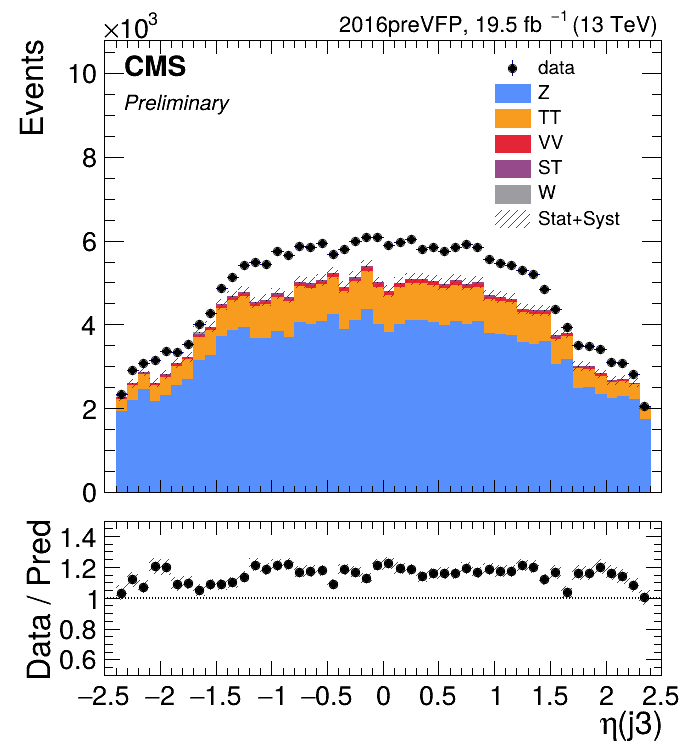 ×10³ 2016preVFP, 19.5 fb ⁻¹ (13 TeV)
CMS
Preliminary
Events
10
8
6
4
2
0
data
Z
TT
VV
ST
W
Stat+Syst
Data / Pred
1.4
1.2
1
0.8
0.6
−2.5 −2 −1.5 −1 −0.5 0 0.5 1 1.5 2 2.5
η(j3)